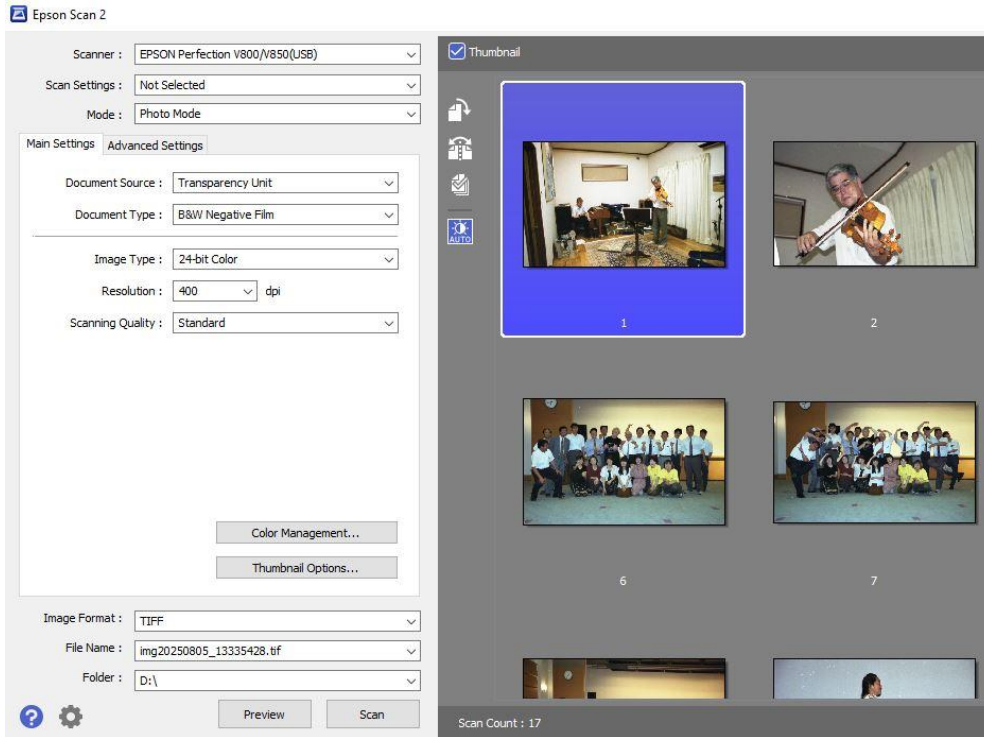 Epson Scan 2
Scanner : EPSON Perfection V800/V850(USB)
Scan Settings : Not Selected
Mode : Photo Mode
Main Settings Advanced Settings
Document Source : Transparency Unit
Document Type : B&W Negative Film
Image Type : 24-bit Color
Resolution : 400 dpi
Scanning Quality : Standard
Color Management...
Thumbnail Options...
Image Format : TIFF
File Name : img20250805_13335428.tif
Folder : D:\
Preview Scan
Thumbnail
AUTO
1 2
6 7
Scan Count : 17